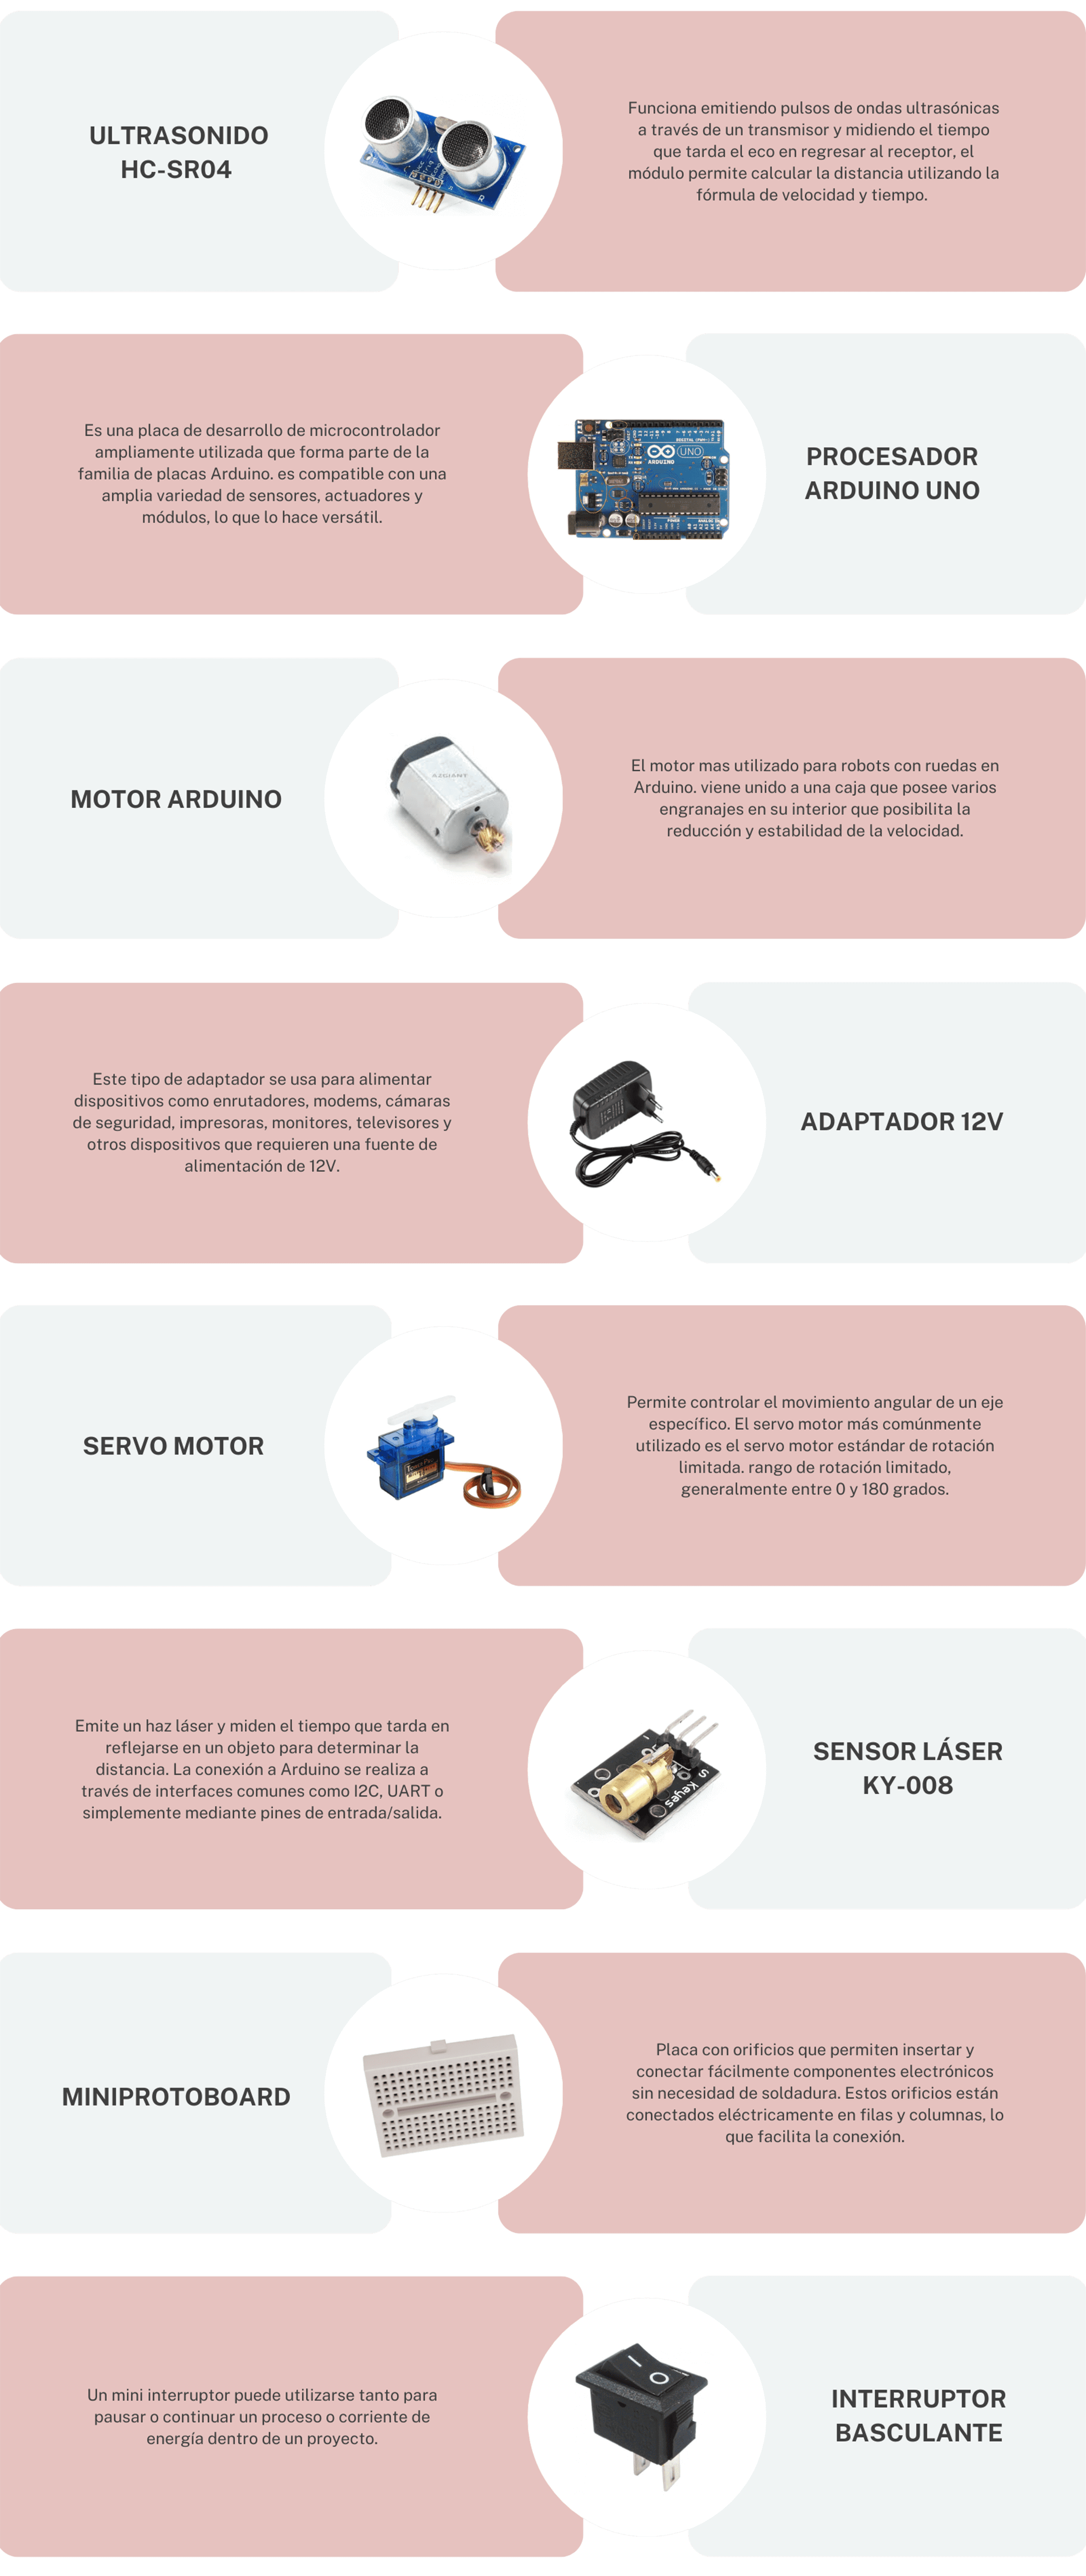 ULTRASONIDO
HC-SR04
Funciona emitiendo pulsos de ondas ultrasónicas
a través de un transmisor y midiendo el tiempo
que tarda el eco en regresar al receptor, el
módulo permite calcular la distancia utilizando la
fórmula de velocidad y tiempo.
Es una placa de desarrollo de microcontrolador
ampliamente utilizada que forma parte de la
familia de placas Arduino. es compatible con una
amplia variedad de sensores, actuadores y
módulos, lo que lo hace versátil.
UNO
ARDUINO
PROCESADOR
ARDUINO UNO
MOTOR ARDUINO
AZGIANT
El motor mas utilizado para robots con ruedas en
Arduino. viene unido a una caja que posee varios
engranajes en su interior que posibilita la
reducción y estabilidad de la velocidad.
Este tipo de adaptador se usa para alimentar
dispositivos como enrutadores, modems, cámaras
de seguridad, impresoras, monitores, televisores y
otros dispositivos que requieren una fuente de
alimentación de 12V.
ADAPTADOR 12V
SERVO MOTOR
Permite controlar el movimiento angular de un eje
específico. El servo motor más comúnmente
utilizado es el servo motor estándar de rotación
limitada. rango de rotación limitado,
generalmente entre 0 y 180 grados.
Emite un haz láser y miden el tiempo que tarda en
reflejarse en un objeto para determinar la
distancia. La conexión a Arduino se realiza a
través de interfaces comunes como I2C, UART o
simplemente mediante pines de entrada/salida.
S
Keyes
SENSOR LÁSER
KY-008
MINIPROTOBOARD
Placa con orificios que permiten insertar y
conectar fácilmente componentes electrónicos
sin necesidad de soldadura. Estos orificios están
conectados eléctricamente en filas y columnas, lo
que facilita la conexión.
Un mini interruptor puede utilizarse tanto para
pausar o continuar un proceso o corriente de
energía dentro de un proyecto.
INTERRUPTOR
BASCULANTE